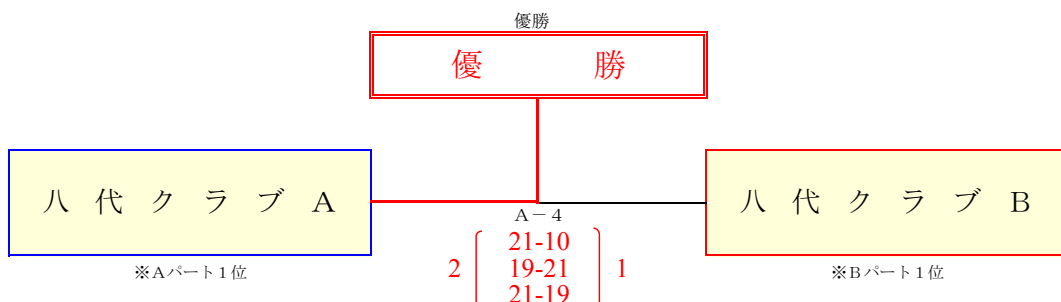 優勝
優 勝
八 代 ク ラ ブ A
八 代 ク ラ ブ B
A－4
21-10
2 19-21 1
21-19
※Aパート1位
※Bパート1位